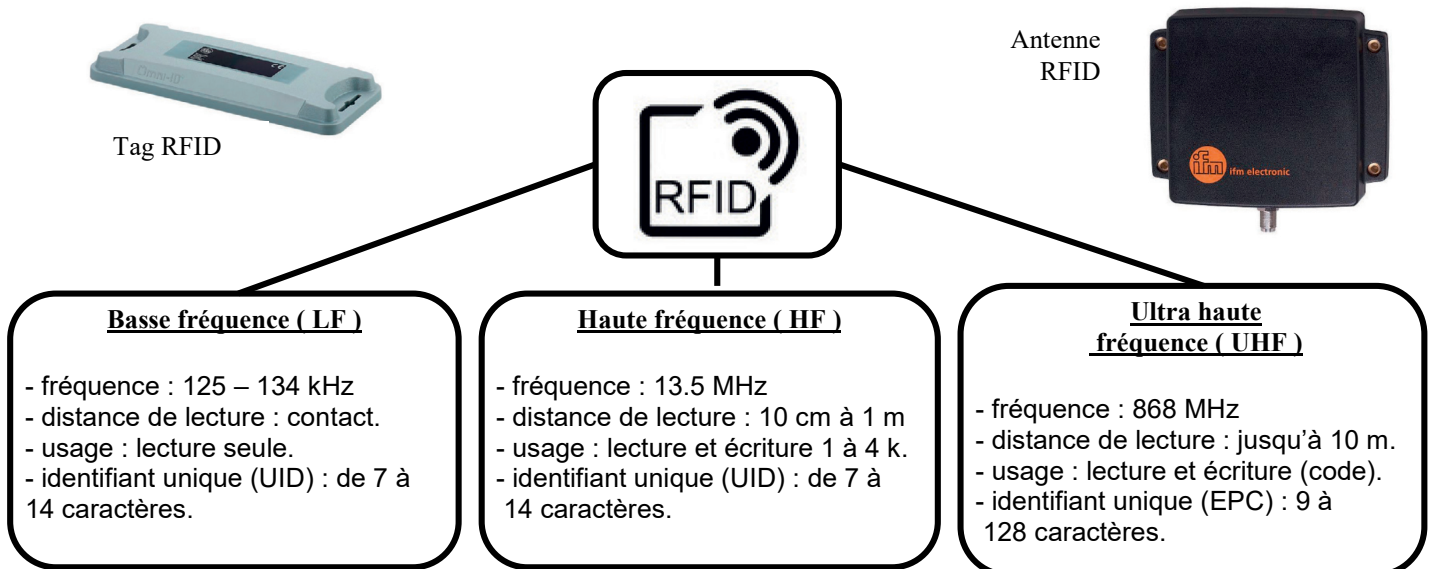 Tag RFID
Antenne
RFID
ifm
ifm electronic
RFID
Basse fréquence ( LF )
- fréquence : 125 – 134 kHz
- distance de lecture : contact.
- usage : lecture seule.
- identifiant unique (UID) : de 7 à
14 caractères.
Haute fréquence ( HF )
- fréquence : 13.5 MHz
- distance de lecture : 10 cm à 1 m
- usage : lecture et écriture 1 à 4 k.
- identifiant unique (UID) : de 7 à
14 caractères.
Ultra haute
fréquence ( UHF )
- fréquence : 868 MHz
- distance de lecture : jusqu’à 10 m.
- usage : lecture et écriture (code).
- identifiant unique (EPC) : 9 à
128 caractères.